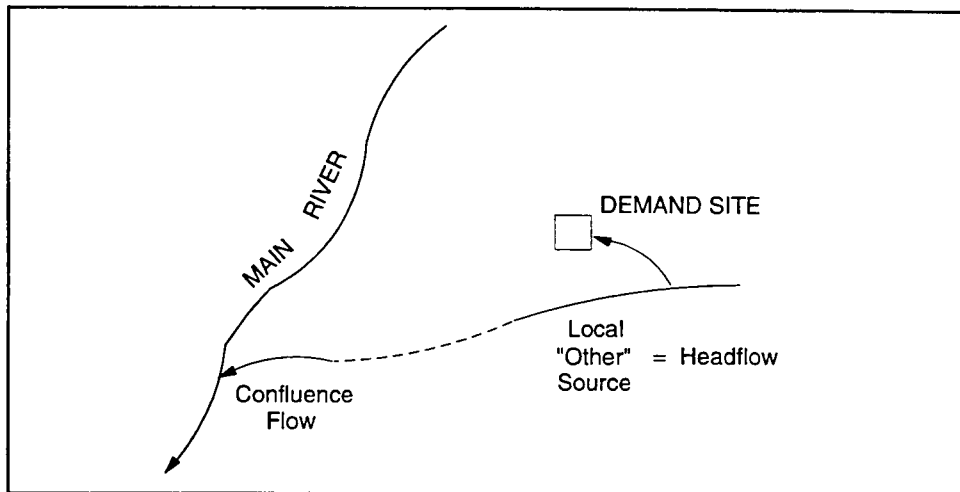 MAIN RIVER
DEMAND SITE
Local
"Other" = Headflow
Source
Confluence
Flow